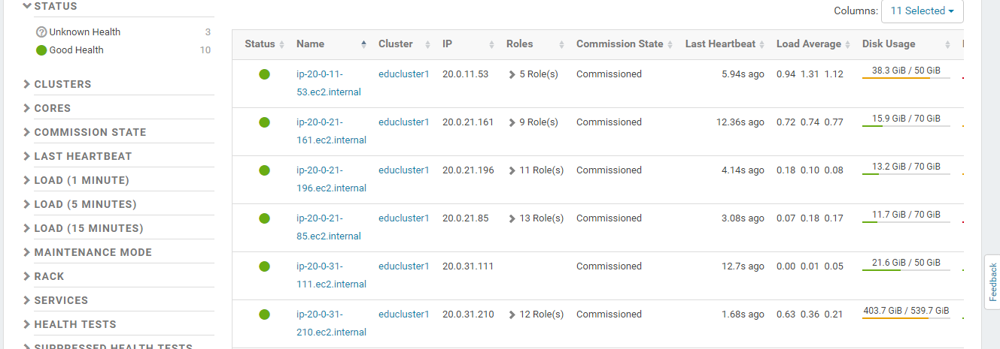 STATUS
Unknown Health 3
Good Health 10
CLUSTERS
CORES
COMMISSION STATE
LAST HEARTBEAT
LOAD (1 MINUTE)
LOAD (5 MINUTES)
LOAD (15 MINUTES)
MAINTENANCE MODE
RACK
SERVICES
HEALTH TESTS
SUPPRESSED HEALTH TESTS
Columns: 11 Selected
Status Name Cluster IP Roles Commission State Last Heartbeat Load Average Disk Usage
ip-20-0-11- educluster1 20.0.11.53 5 Role(s) Commissioned 5.94s ago 0.94 1.31 1.12 38.3 GiB / 50 GiB
53.ec2.internal
ip-20-0-21- educluster1 20.0.21.161 9 Role(s) Commissioned 12.36s ago 0.72 0.74 0.77 15.9 GiB / 70 GiB
161.ec2.internal
ip-20-0-21- educluster1 20.0.21.196 11 Role(s) Commissioned 4.14s ago 0.18 0.10 0.08 13.2 GiB / 70 GiB
196.ec2.internal
ip-20-0-21- educluster1 20.0.21.85 13 Role(s) Commissioned 3.08s ago 0.07 0.18 0.17 11.7 GiB / 70 GiB
85.ec2.internal
ip-20-0-31- educluster1 20.0.31.111 Commissioned 12.7s ago 0.00 0.01 0.05 21.6 GiB / 50 GiB
111.ec2.internal
ip-20-0-31- educluster1 20.0.31.210 12 Role(s) Commissioned 1.68s ago 0.63 0.36 0.21 403.7 GiB / 539.7 GiB
210.ec2.internal
Feedback